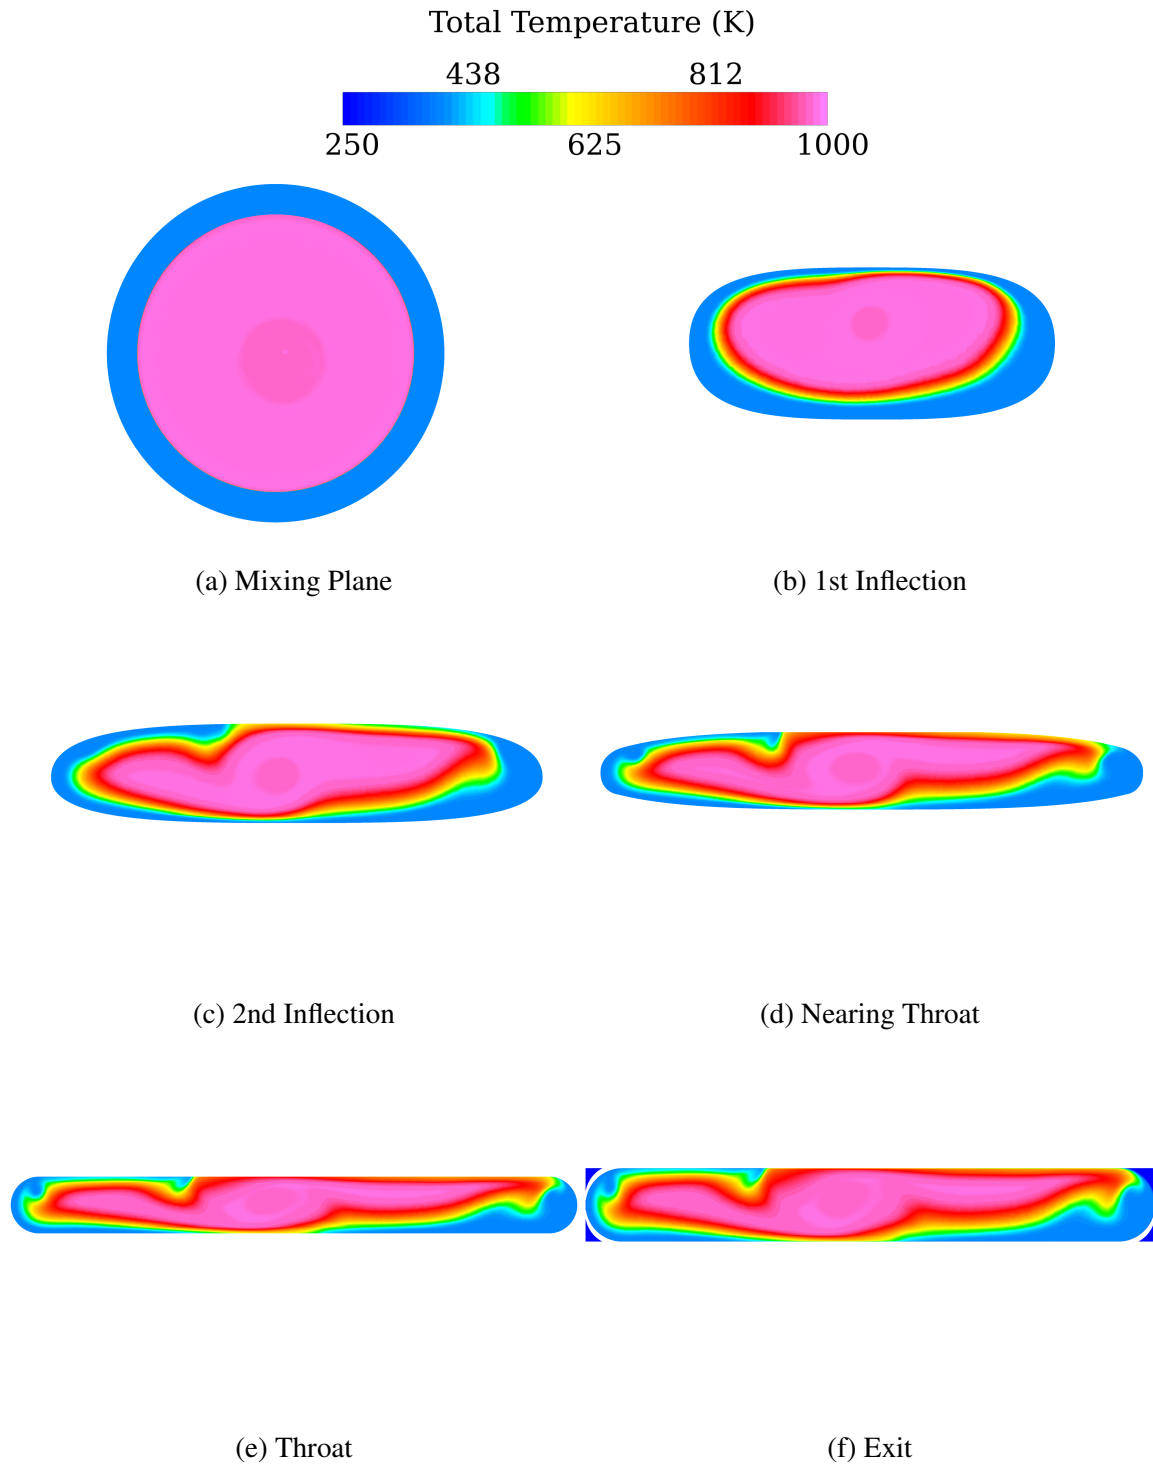 Total Temperature (K)
438 812
250 625 1000
(a) Mixing Plane
(b) 1st Inflection
(c) 2nd Inflection
(d) Nearing Throat
(e) Throat
(f) Exit